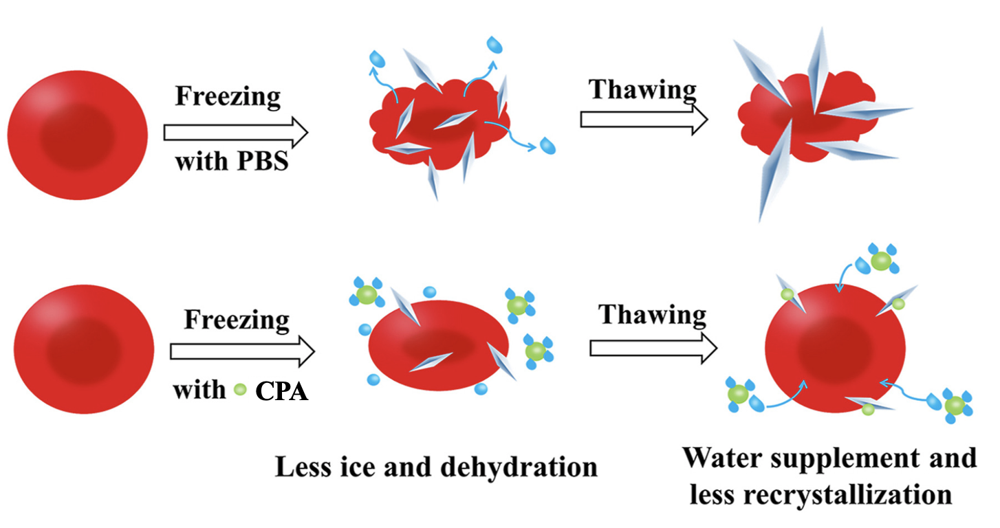 Freezing
with PBS
Thawing
Freezing
with CPA
Thawing
Less ice and dehydration
Water supplement and
less recrystallization